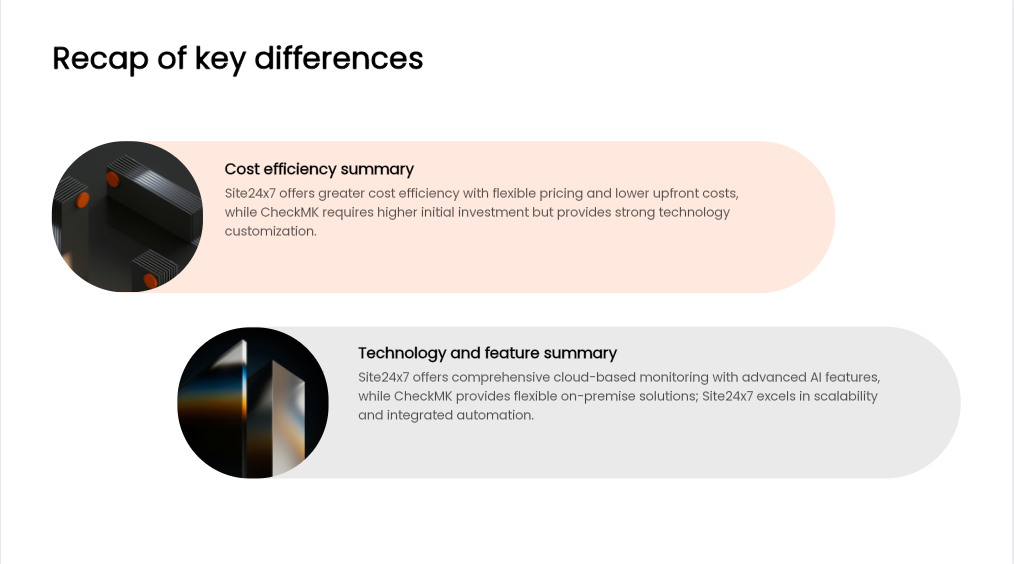 Recap of key differences
Cost efficiency summary
Site24x7 offers greater cost efficiency with flexible pricing and lower upfront costs,
while CheckMK requires higher initial investment but provides strong technology
customization.
Technology and feature summary
Site24x7 offers comprehensive cloud-based monitoring with advanced AI features,
while CheckMK provides flexible on-premise solutions; Site24x7 excels in scalability
and integrated automation.